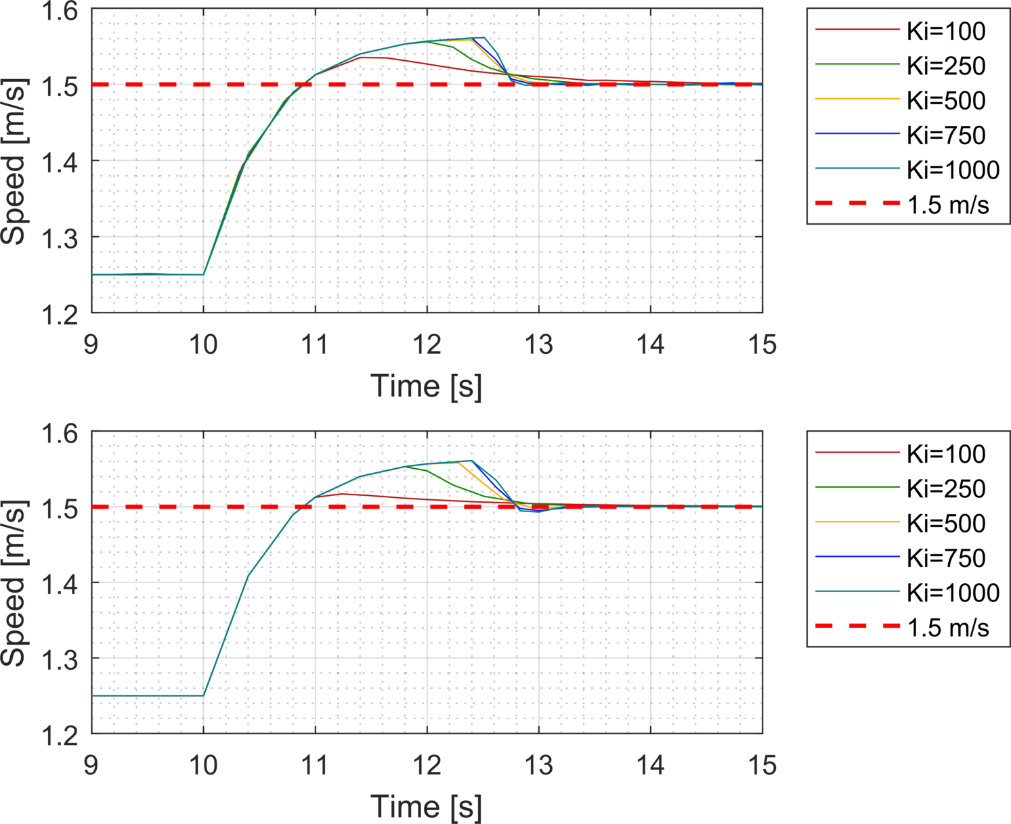 1.6
1.5
1.4
1.3
1.2
Speed [m/s]
9 10 11 12 13 14 15
Time [s]
Ki=100
Ki=250
Ki=500
Ki=750
Ki=1000
1.5 m/s
1.6
1.5
1.4
1.3
1.2
Speed [m/s]
9 10 11 12 13 14 15
Time [s]
Ki=100
Ki=250
Ki=500
Ki=750
Ki=1000
1.5 m/s